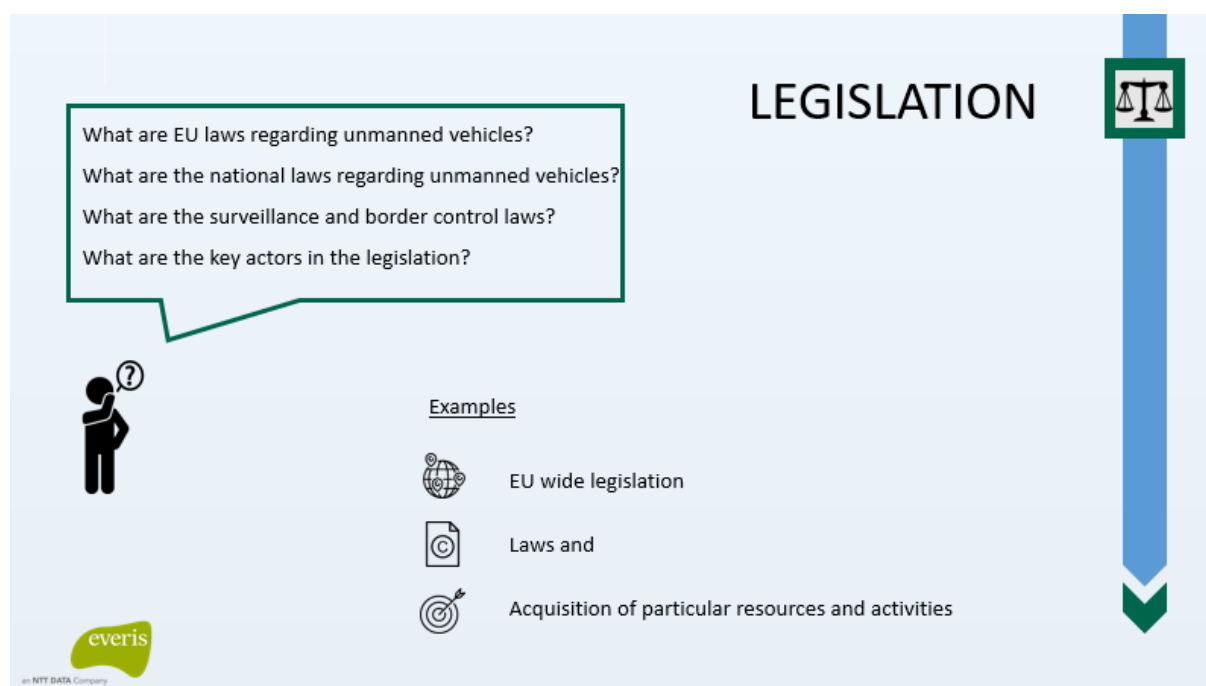 LEGISLATION
What are EU laws regarding unmanned vehicles?
What are the national laws regarding unmanned vehicles?
What are the surveillance and border control laws?
What are the key actors in the legislation?
?
Examples
EU wide legislation
©
Laws and
Acquisition of particular resources and activities
everis
an NTT DATA Company